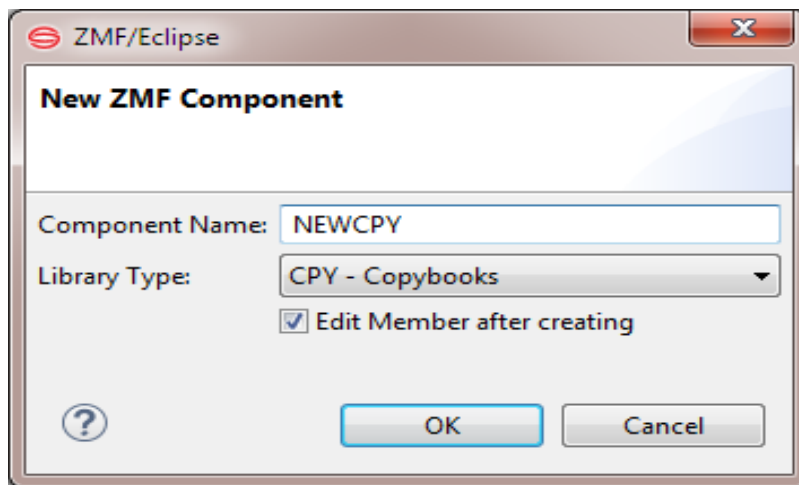 ZMF/Eclipse
New ZMF Component
Component Name: NEWCPY
Library Type: CPY - Copybooks
Edit Member after creating
? OK Cancel